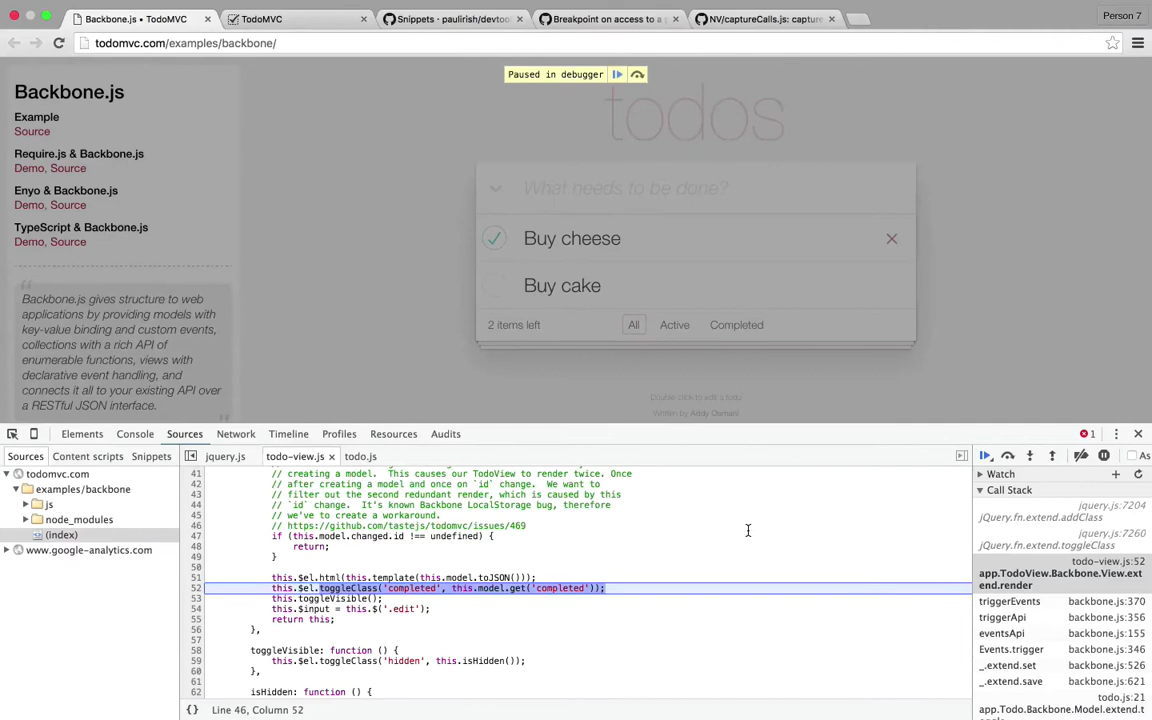 Backbone.js • TodoMVC
TodoMVC
Snippets - paulirish/devtool
Breakpoint on access to a p
NV/captureCalls.js: capture
Person 7
todomvc.com/examples/backbone/
Paused in debugger
Backbone.js
Example
Source
Require.js & Backbone.js
Demo, Source
Enyo & Backbone.js
Demo, Source
TypeScript & Backbone.js
Demo, Source
Backbone.js gives structure to web
applications by providing models with
key-value binding and custom events,
collections with a rich API of
enumerable functions, views with
declarative event handling, and
connects it all to your existing API over
a RESTful JSON interface.
todos
What needs to be done?
Buy cheese
Buy cake
2 items left
All
Active
Completed
Double-click to edit a todo
Written by Addy Osmani
Elements
Console
Sources
Network
Timeline
Profiles
Resources
Audits
1
Sources
Content scripts
Snippets
jquery.js
todo-view.js
todo.js
As
todomvc.com
examples/backbone
js
node_modules
(index)
www.google-analytics.com
41 // creating a model. This causes our TodoView to render twice. Once
42 // after creating a model and once on `id` change. We want to
43 // filter out the second redundant render, which is caused by this
44 // `id` change. It's known Backbone LocalStorage bug, therefore
45 // we've to create a workaround.
46 // https://github.com/tastejs/todomvc/issues/469
47 if (this.model.changed.id !== undefined) {
48 return;
49 }
50
51 this.$el.html(this.template(this.model.toJSON()));
52 this.$el.toggleClass('completed', this.model.get('completed'));
53 this.toggleVisible();
54 this.$input = this.$('.edit');
55 return this;
56 },
57
58 toggleVisible: function () {
59 this.$el.toggleClass('hidden', this.isHidden());
60 },
61
62 isHidden: function () {
{} Line 46, Column 52
Watch
Call Stack
jquery.js:7204
jQuery.fn.extend.addClass
jquery.js:7260
jQuery.fn.extend.toggleClass
todo-view.js:52
app.TodoView.Backbone.View.ext
end.render
triggerEvents backbone.js:370
triggerApi backbone.js:356
eventsApi backbone.js:155
Events.trigger backbone.js:346
_.extend.set backbone.js:526
_.extend.save backbone.js:621
todo.js:21
app.Todo.Backbone.Model.extend.t